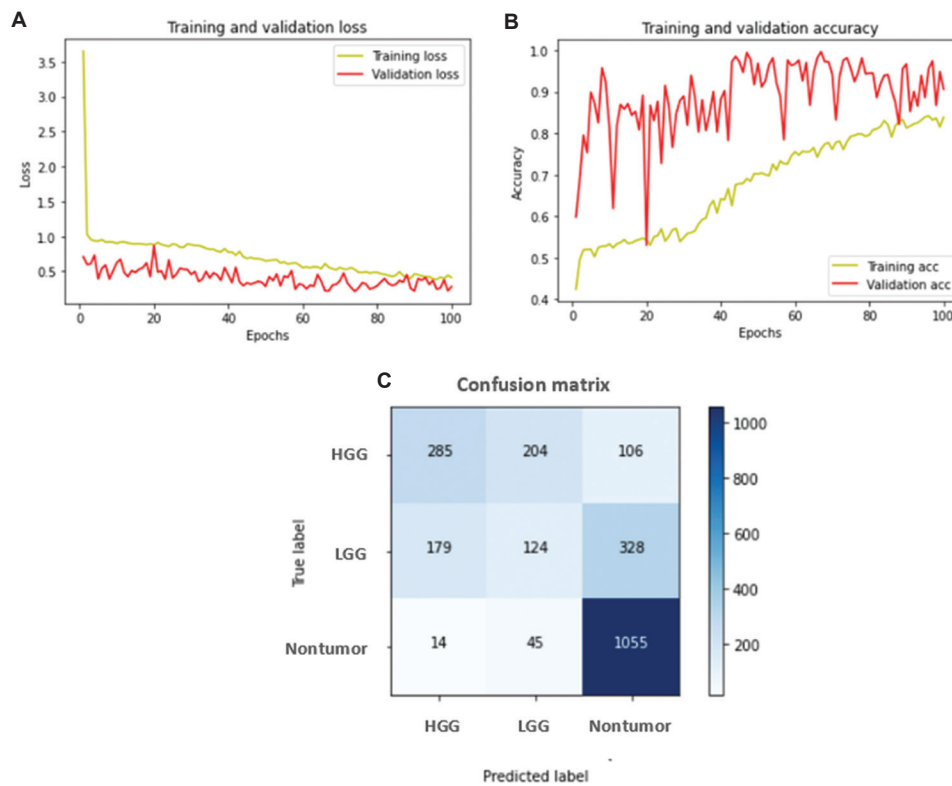 A
Training and validation loss
Training loss
Validation loss
3.5
3.0
2.5
2.0
1.5
1.0
0.5
Loss
0 20 40 60 80 100
Epochs
B
Training and validation accuracy
1.0
0.9
0.8
0.7
0.6
0.5
0.4
Accuracy
Training acc
Validation acc
0 20 40 60 80 100
Epochs
C
Confusion matrix
True label
HGG 285 204 106
LGG 179 124 328
Nontumor 14 45 1055
HGG LGG Nontumor
Predicted label
1000
800
600
400
200